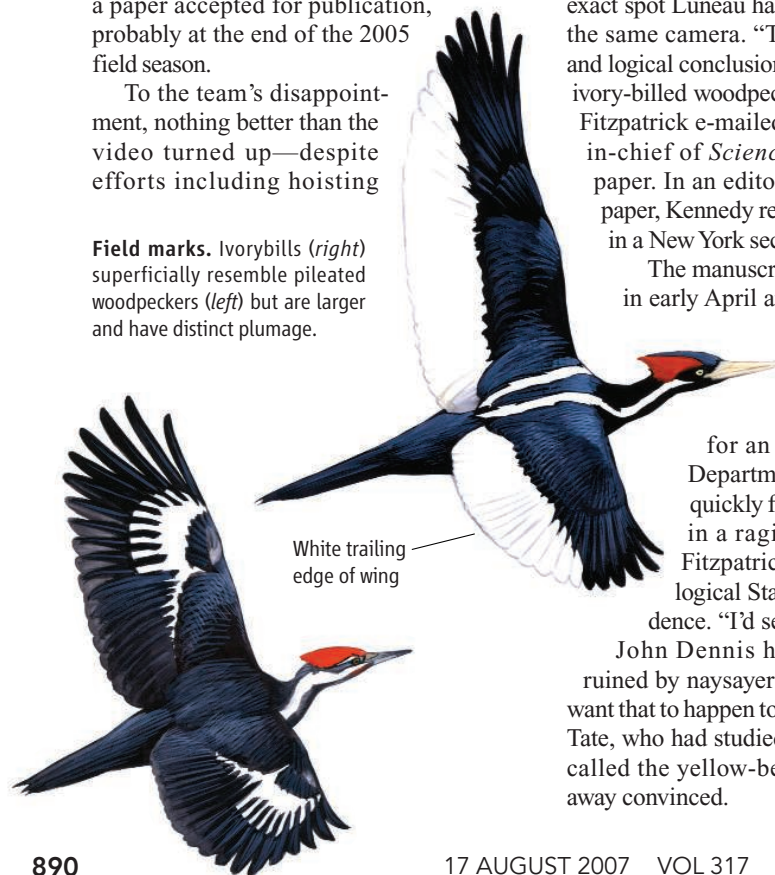 a paper accepted for publication,
probably at the end of the 2005
field season.
To the team's disappoint-
ment, nothing better than the
video turned up—despite
efforts including hoisting
Field marks. Ivorybills (right)
superficially resemble pileated
woodpeckers (left) but are larger
and have distinct plumage.
White trailing
edge of wing
exact spot Luneau ha
the same camera. “T
and logical conclusion
ivory-billed woodpec
Fitzpatrick e-mailed
in-chief of Scienc
paper. In an edito
paper, Kennedy re
in a New York sec
The manuscr
in early April a
for an
Departm
quickly f
in a ragi
Fitzpatric
logical Sta
dence. “I'd se
John Dennis h
ruined by naysayer
want that to happen to
Tate, who had studied
called the yellow-be
away convinced.
890
17 AUGUST 2007 VOL 317